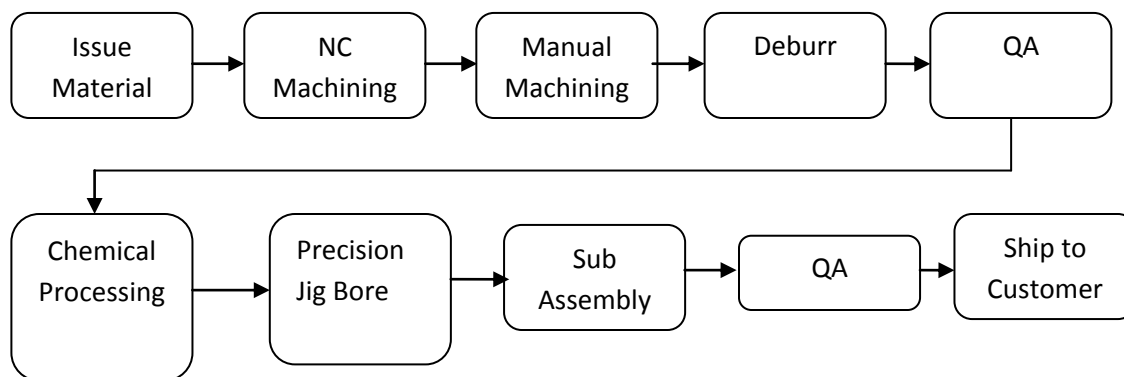 Issue
Material
NC
Machining
Manual
Machining
Deburr
QA
Chemical
Processing
Precision
Jig Bore
Sub
Assembly
QA
Ship to
Customer